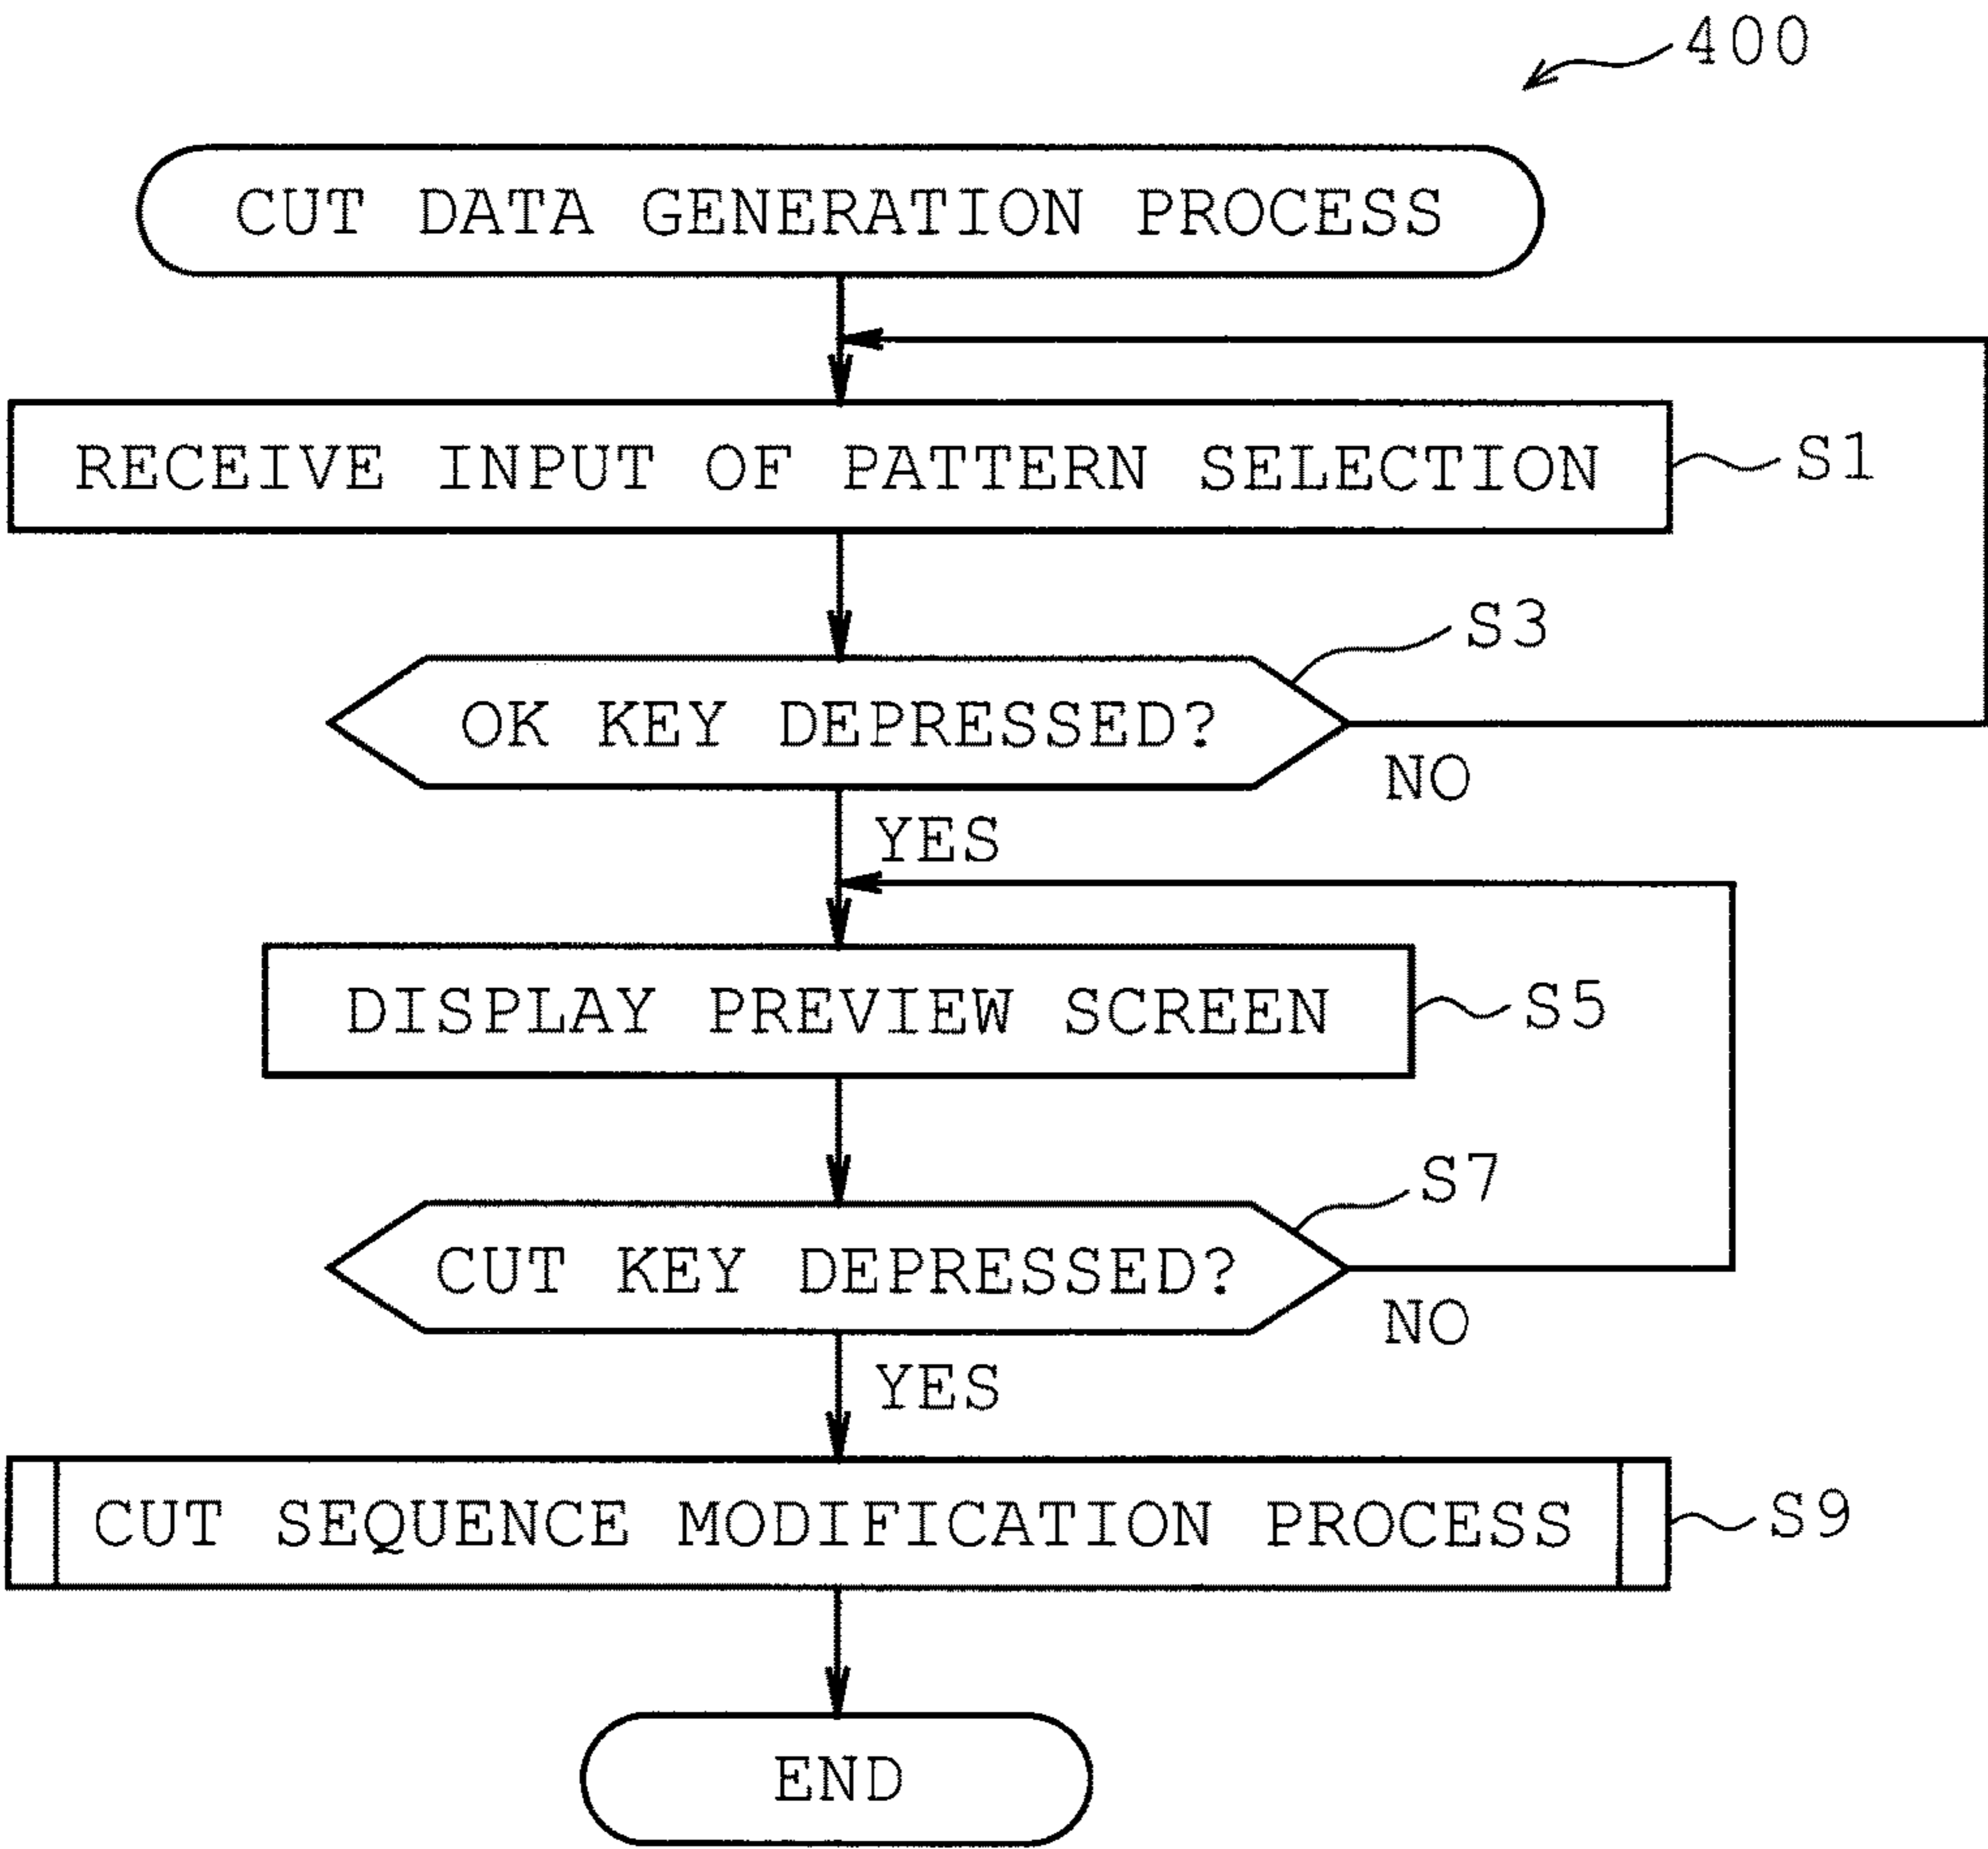 400
CUT DATA GENERATION PROCESS
RECEIVE INPUT OF PATTERN SELECTION
S1
S3
OK KEY DEPRESSED?
NO
YES
DISPLAY PREVIEW SCREEN
S5
S7
CUT KEY DEPRESSED?
NO
YES
CUT SEQUENCE MODIFICATION PROCESS
S9
END